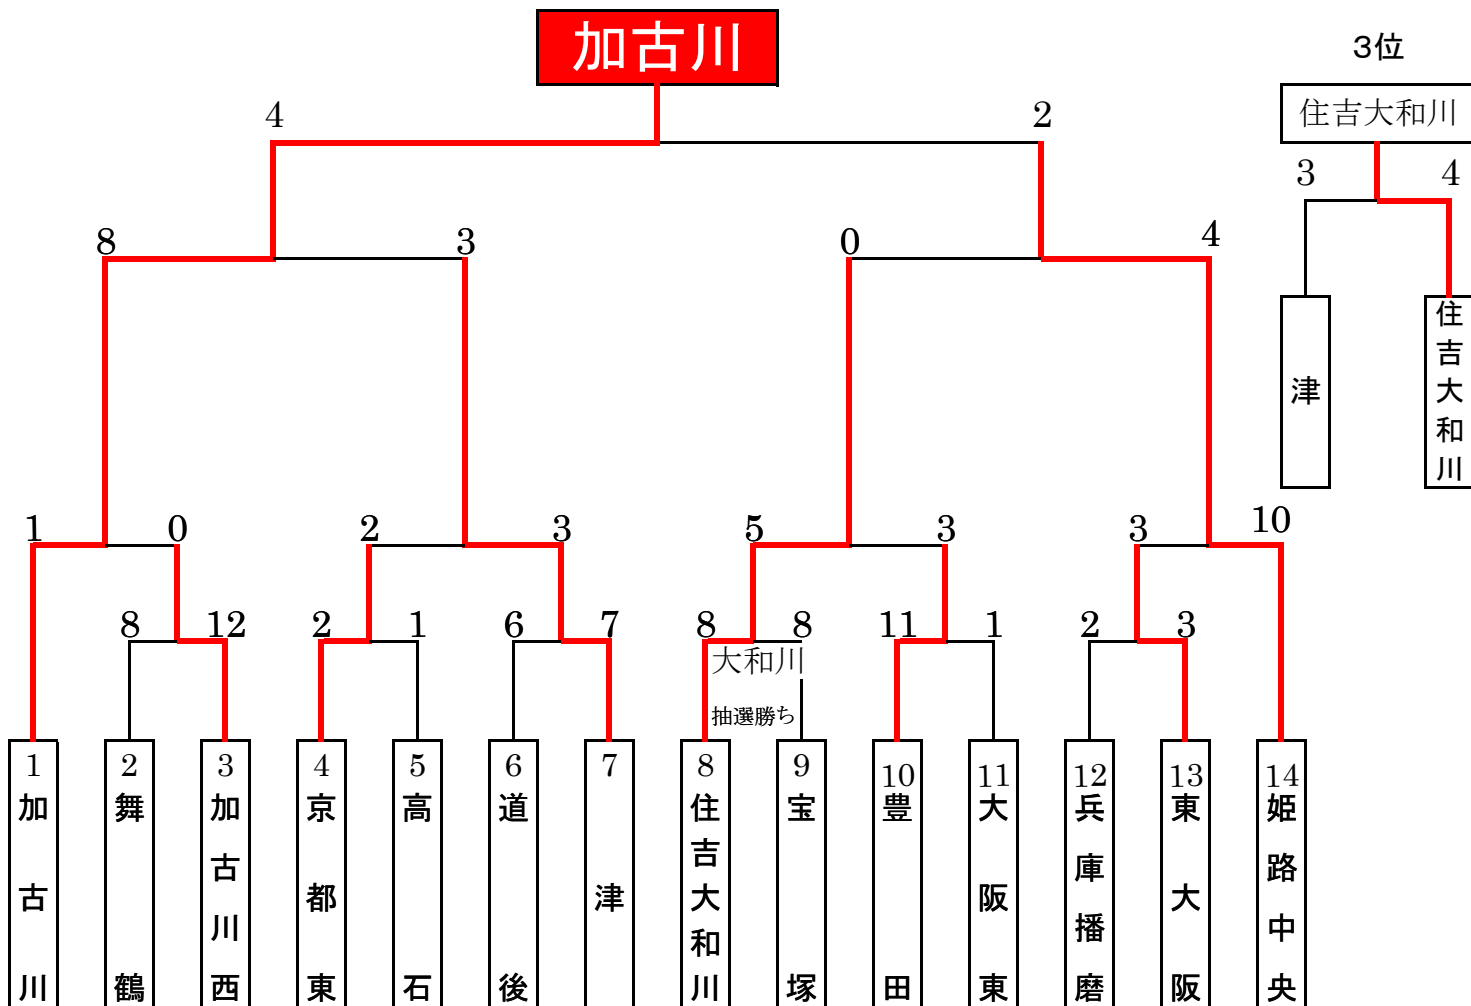 加古川
3位
住吉大和川
4
2
3
4
8
3
0
4
津
住吉大和川
1
0
2
3
5
3
3
10
8
12
2
1
6
7
8
8
11
1
2
3
大和川
抽選勝ち
1
加古川
2
舞鶴
3
加古川西
4
京都東
5
高石
6
道後
7
津
8
住吉大和川
9
宝塚
10
豊田
11
大阪東
12
兵庫播磨
13
東大阪
14
姫路中央